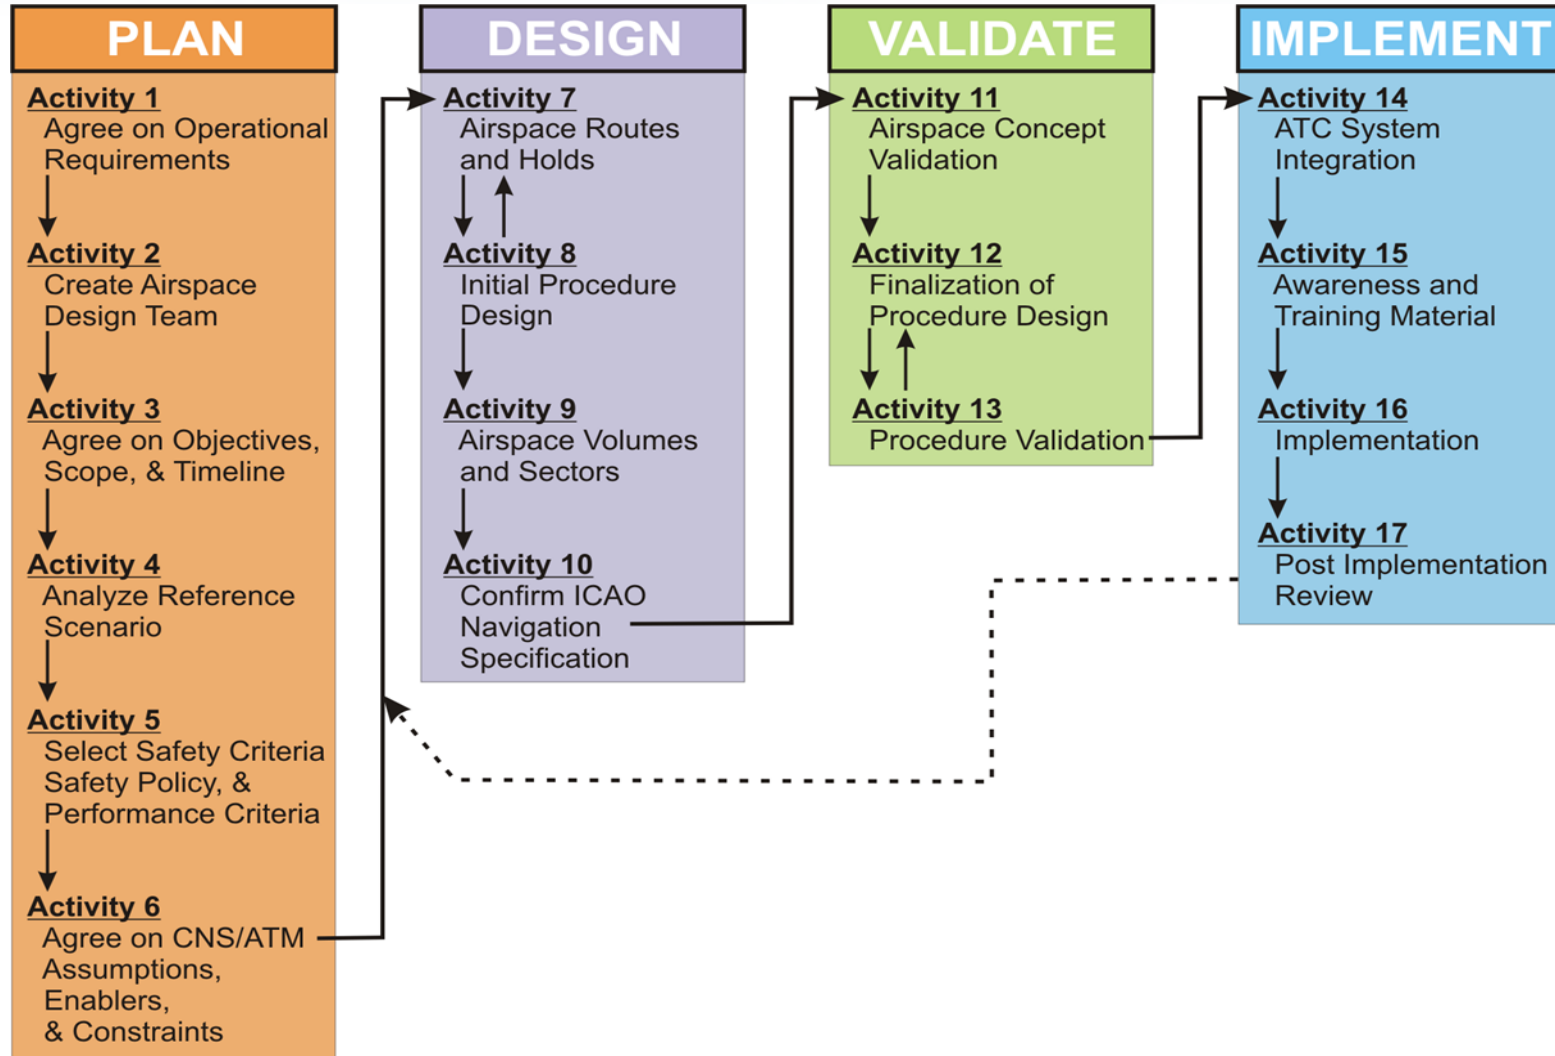 PLAN
Activity 1
Agree on Operational
Requirements
Activity 2
Create Airspace
Design Team
Activity 3
Agree on Objectives,
Scope, & Timeline
Activity 4
Analyze Reference
Scenario
Activity 5
Select Safety Criteria
Safety Policy, &
Performance Criteria
Activity 6
Agree on CNS/ATM
Assumptions,
Enablers,
& Constraints
DESIGN
Activity 7
Airspace Routes
and Holds
Activity 8
Initial Procedure
Design
Activity 9
Airspace Volumes
and Sectors
Activity 10
Confirm ICAO
Navigation
Specification
VALIDATE
Activity 11
Airspace Concept
Validation
Activity 12
Finalization of
Procedure Design
Activity 13
Procedure Validation
IMPLEMENT
Activity 14
ATC System
Integration
Activity 15
Awareness and
Training Material
Activity 16
Implementation
Activity 17
Post Implementation
Review